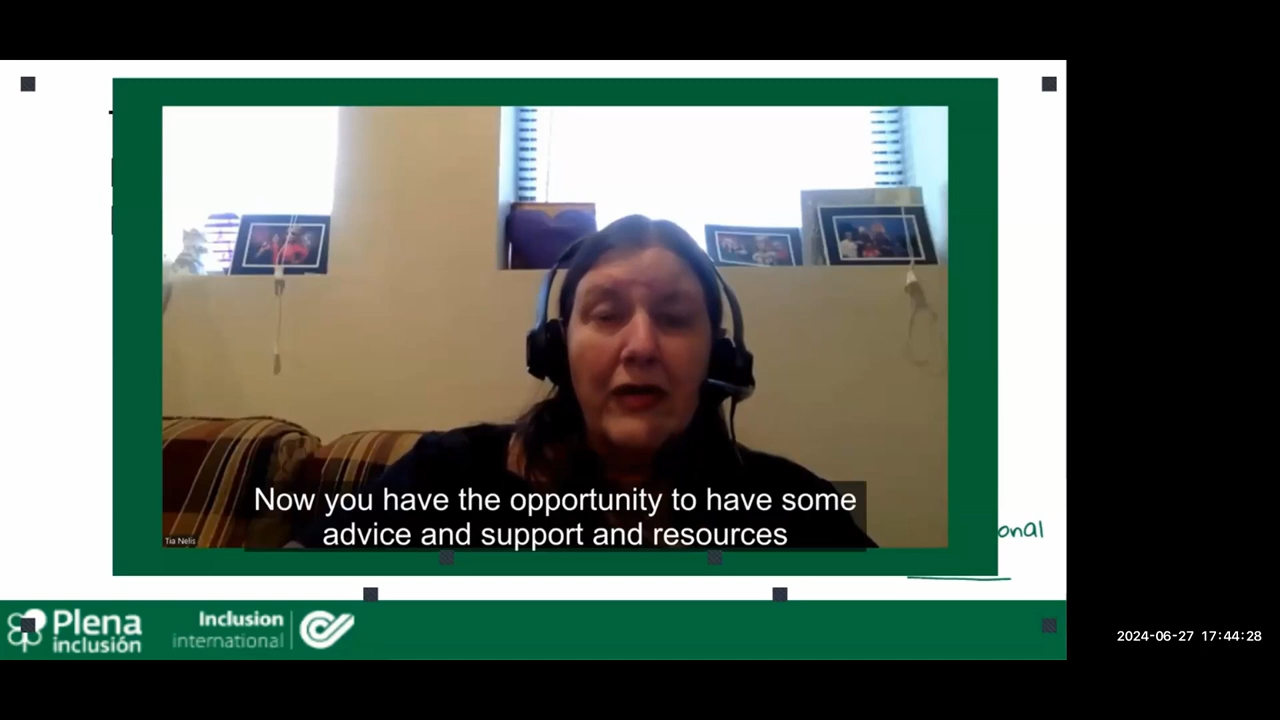 Now you have the opportunity to have some
advice and support and resources
Tia Nelis
onal
Plena
inclusión
Inclusion
international
2024-06-27 17:44:28